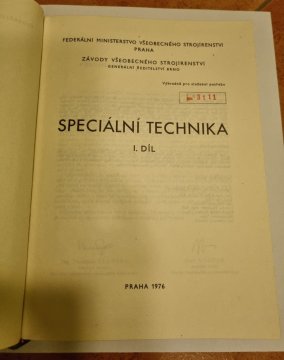 FEDERÁLNÍ MINISTERSTVO VŠEOBECNÉHO STROJÍRENSTVÍ
PRAHA
ZÁVODY VŠEOBECNÉHO STROJÍRENSTVÍ
GENERÁLNÍ ŘEDITELSTVÍ BRNO
Výhradně pro služební potřebu
SPECIÁLNÍ TECHNIKA
I. DÍL
PRAHA 1976